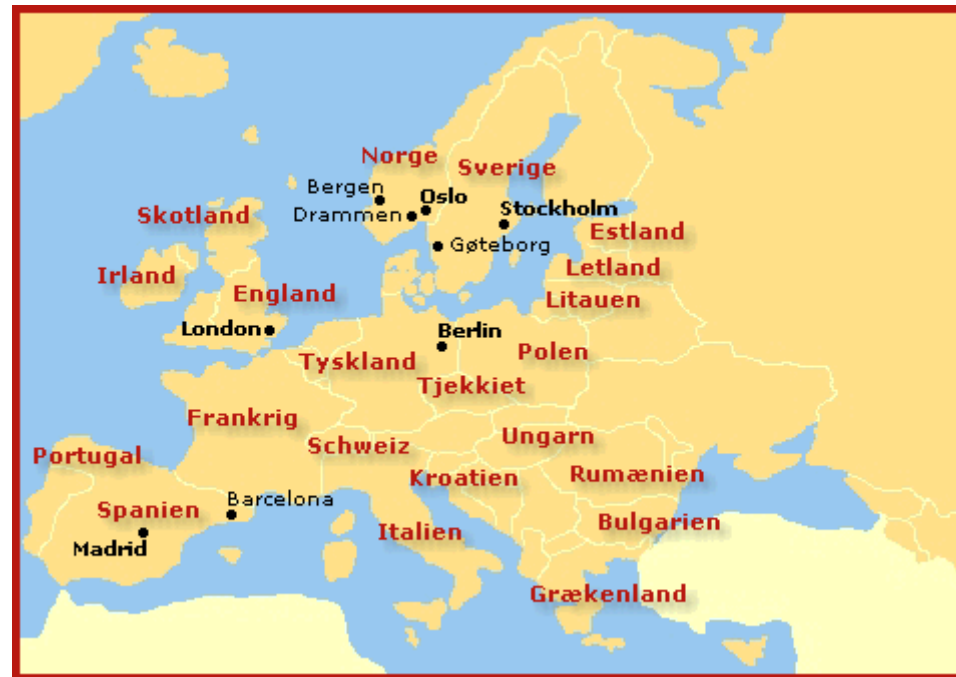 Norge
Sverige
Bergen
Oslo
Drammen
Stockholm
Skotland
Estland
Gøteborg
Letland
Irland
England
Litauen
London
Berlin
Polen
Tyskland
Tjekkiet
Frankrig
Schweiz
Ungarn
Portugal
Kroatien
Rumænien
Barcelona
Spanien
Italien
Bulgarien
Madrid
Grækenland